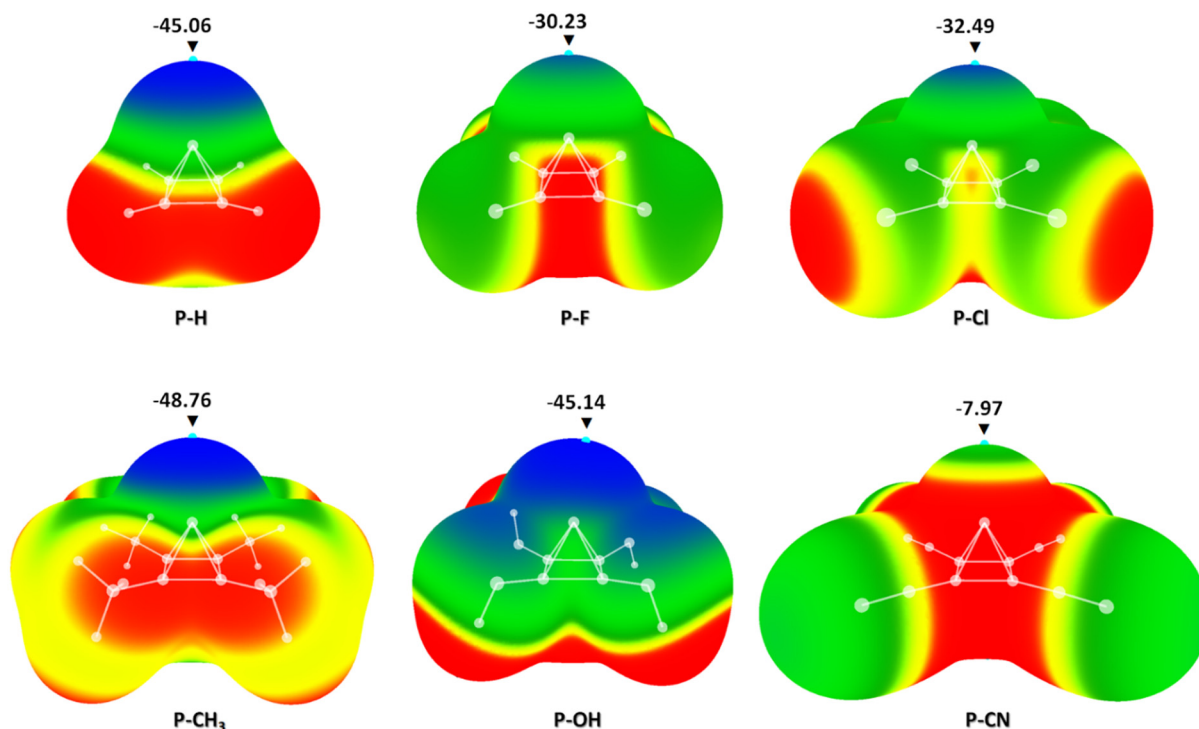 -45.06
-30.23
-32.49
P-H
P-F
P-Cl
-48.76
-45.14
-7.97
P-CH₃
P-OH
P-CN